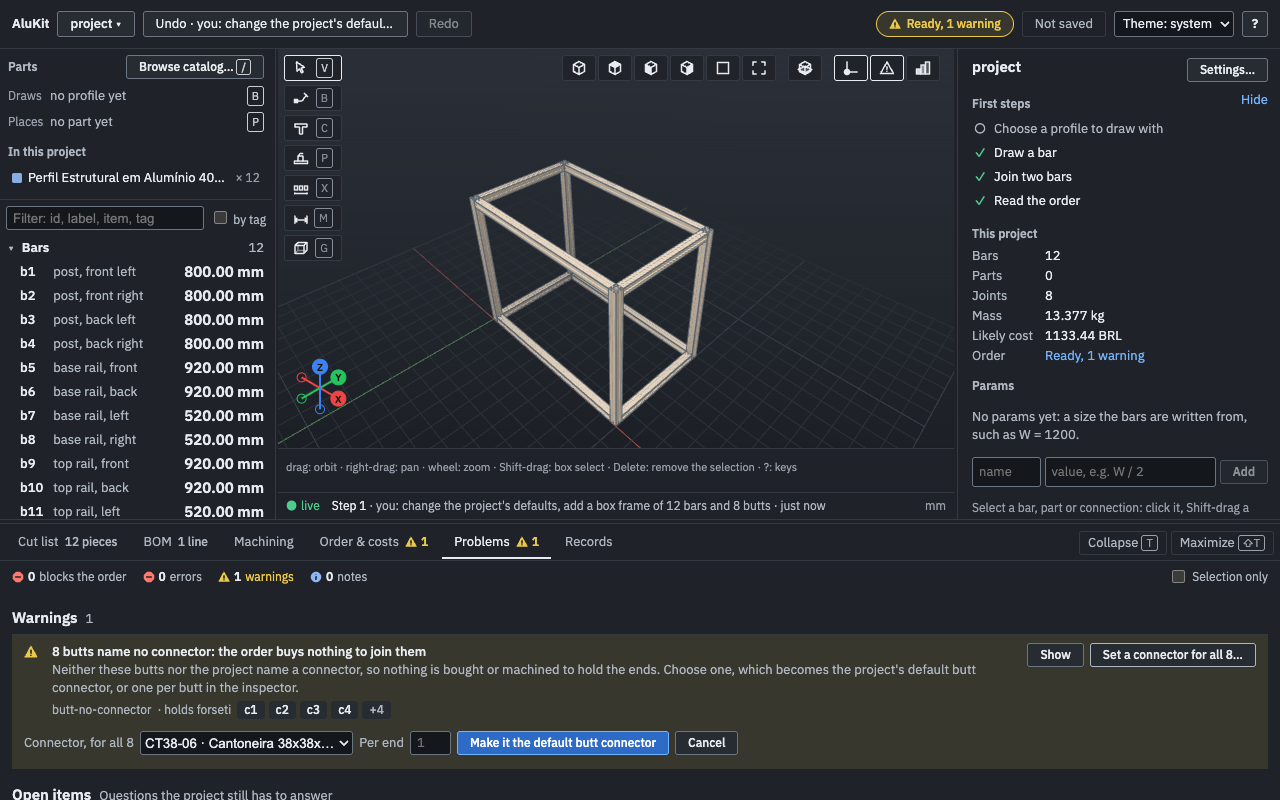 AluKit project ▾ Undo · you: change the project's defaul... Redo Ready, 1 warning Not saved Theme: system ?
Parts Browse catalog... /
Draws no profile yet B
Places no part yet P
In this project
Perfil Estrutural em Alumínio 40... × 12
Filter: id, label, item, tag by tag
Bars 12
b1 post, front left 800.00 mm
b2 post, front right 800.00 mm
b3 post, back left 800.00 mm
b4 post, back right 800.00 mm
b5 base rail, front 920.00 mm
b6 base rail, back 920.00 mm
b7 base rail, left 520.00 mm
b8 base rail, right 520.00 mm
b9 top rail, front 920.00 mm
b10 top rail, back 920.00 mm
b11 top rail, left 520.00 mm
V
B
C
P
X
M
G
Z
Y
X
drag: orbit · right-drag: pan · wheel: zoom · Shift-drag: box select · Delete: remove the selection · ?: keys
live Step 1 · you: change the project's defaults, add a box frame of 12 bars and 8 butts · just now mm
project Settings...
First steps Hide
Choose a profile to draw with
Draw a bar
Join two bars
Read the order
This project
Bars 12
Parts 0
Joints 8
Mass 13.377 kg
Likely cost 1133.44 BRL
Order Ready, 1 warning
Params
No params yet: a size the bars are written from,
such as W = 1200.
name value, e.g. W / 2 Add
Select a bar, part or connection: click it, Shift-drag a
Cut list 12 pieces BOM 1 line Machining Order & costs 1 Problems 1 Records Collapse T Maximize ⇧T
0 blocks the order 0 errors 1 warnings 0 notes Selection only
Warnings 1
8 butts name no connector: the order buys nothing to join them Show Set a connector for all 8...
Neither these butts nor the project name a connector, so nothing is bought or machined to hold the ends. Choose one, which becomes the project's default butt
connector, or one per butt in the inspector.
butt-no-connector · holds forseti c1 c2 c3 c4 +4
Connector, for all 8 CT38-06 · Cantoneira 38x38x... Per end 1 Make it the default butt connector Cancel
Open items Questions the project still has to answer